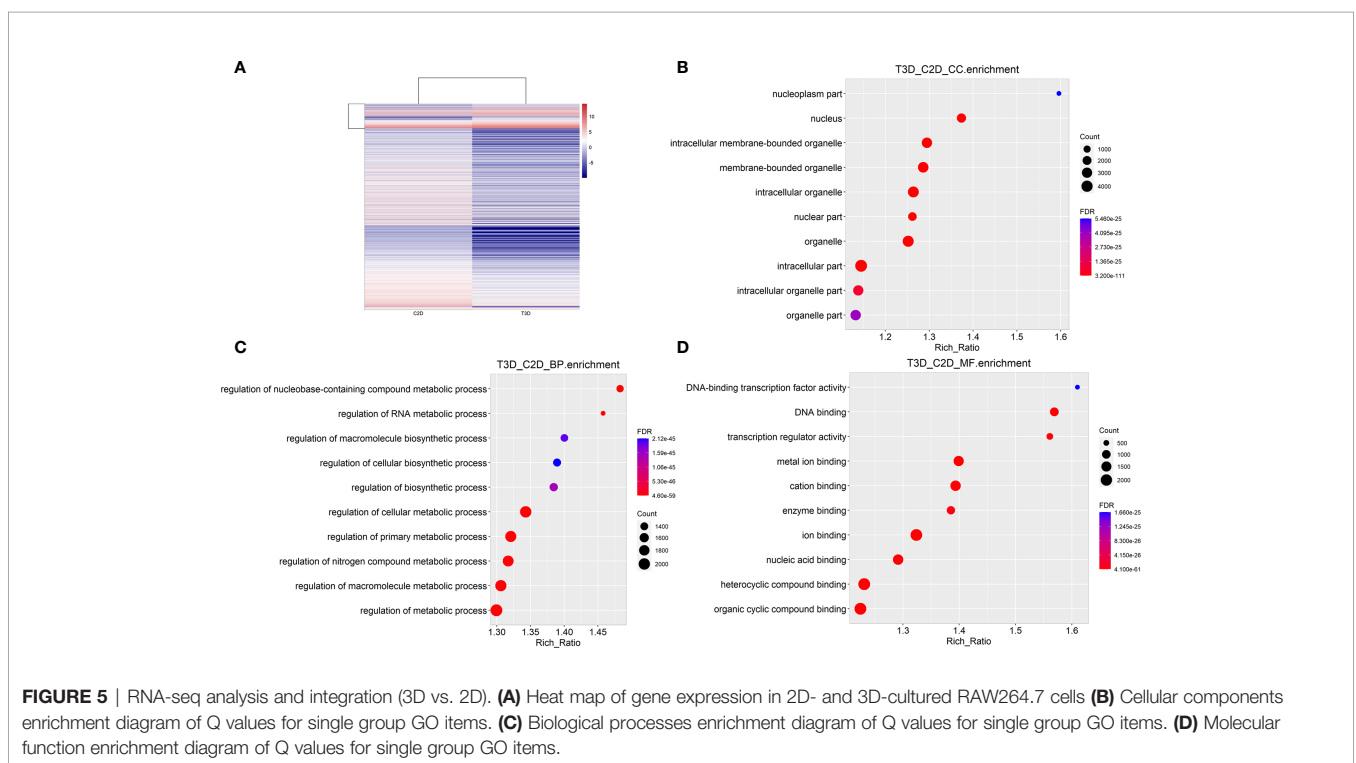 A
10
5
0
-5
C2D
T3D
B
T3D_C2D_CC.enrichment
nucleoplasm part
nucleus
intracellular membrane-bounded organelle
membrane-bounded organelle
intracellular organelle
nuclear part
organelle
intracellular part
intracellular organelle part
organelle part
1.2 1.3 1.4 1.5 1.6
Rich_Ratio
Count
1000
2000
3000
4000
FDR
5.460e-25
4.095e-25
2.730e-25
1.365e-25
3.200e-111
C
T3D_C2D_BP.enrichment
regulation of nucleobase-containing compound metabolic process
regulation of RNA metabolic process
regulation of macromolecule biosynthetic process
regulation of cellular biosynthetic process
regulation of biosynthetic process
regulation of cellular metabolic process
regulation of primary metabolic process
regulation of nitrogen compound metabolic process
regulation of macromolecule metabolic process
regulation of metabolic process
1.30 1.35 1.40 1.45
Rich_Ratio
FDR
2.12e-45
1.59e-45
1.06e-45
5.30e-46
4.60e-59
Count
1400
1600
1800
2000
D
T3D_C2D_MF.enrichment
DNA-binding transcription factor activity
DNA binding
transcription regulator activity
metal ion binding
cation binding
enzyme binding
ion binding
nucleic acid binding
heterocyclic compound binding
organic cyclic compound binding
1.3 1.4 1.5 1.6
Rich_Ratio
Count
500
1000
1500
2000
FDR
1.660e-25
1.245e-25
8.300e-26
4.150e-26
4.100e-61
FIGURE 5 | RNA-seq analysis and integration (3D vs. 2D). (A) Heat map of gene expression in 2D- and 3D-cultured RAW264.7 cells (B) Cellular components
enrichment diagram of Q values for single group GO items. (C) Biological processes enrichment diagram of Q values for single group GO items. (D) Molecular
function enrichment diagram of Q values for single group GO items.